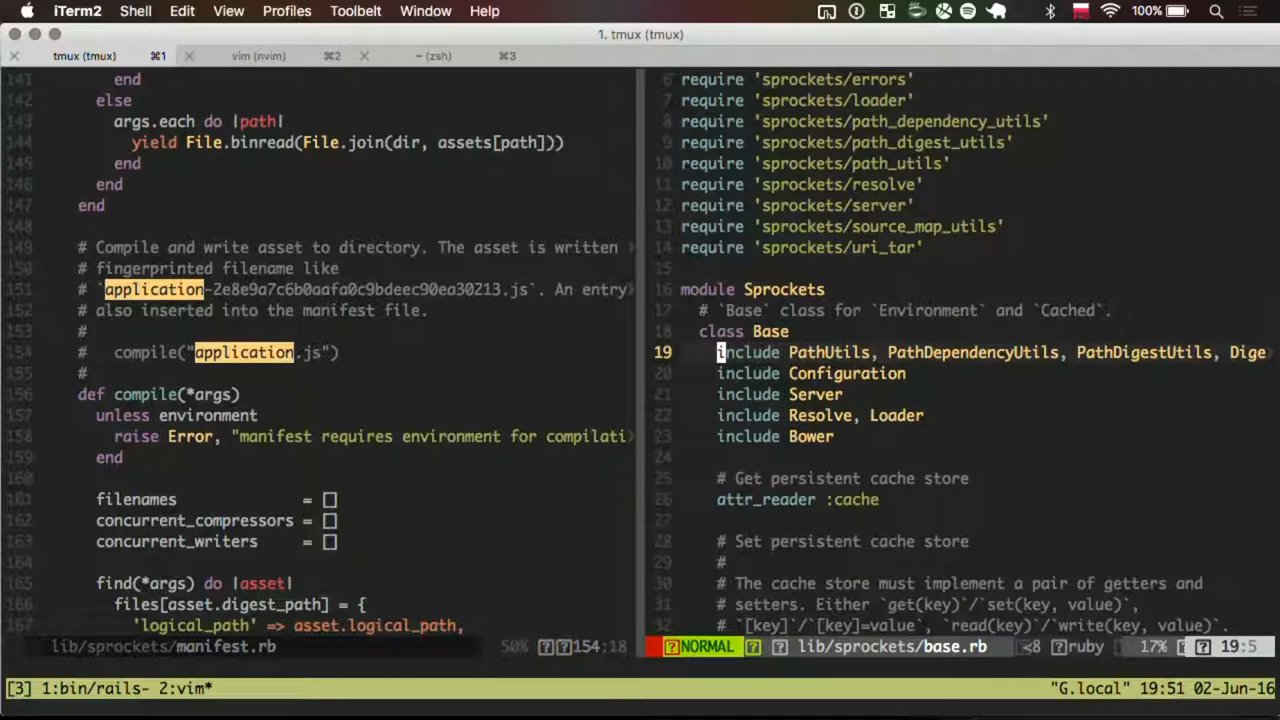 iTerm2 Shell Edit View Profiles Toolbelt Window Help 100%
1. tmux (tmux)
tmux (tmux) ⌘1 vim (nvim) ⌘2 ~ (zsh) ⌘3
141 end
142 else
143 args.each do |path|
144 yield File.binread(File.join(dir, assets[path]))
145 end
146 end
147 end
148
149 # Compile and write asset to directory. The asset is written
150 # fingerprinted filename like
151 # `application-2e8e9a7c6b0aafa0c9bdeec90ea30213.js`. An entry
152 # also inserted into the manifest file.
153 #
154 # compile("application.js")
155 #
156 def compile(*args)
157 unless environment
158 raise Error, "manifest requires environment for compilati
159 end
160
161 filenames = []
162 concurrent_compressors = []
163 concurrent_writers = []
164
165 find(*args) do |asset|
166 files[asset.digest_path] = {
167 'logical_path' => asset.logical_path,
lib/sprockets/manifest.rb 50% 154:18
6 require 'sprockets/errors'
7 require 'sprockets/loader'
8 require 'sprockets/path_dependency_utils'
9 require 'sprockets/path_digest_utils'
10 require 'sprockets/path_utils'
11 require 'sprockets/resolve'
12 require 'sprockets/server'
13 require 'sprockets/source_map_utils'
14 require 'sprockets/uri_tar'
15
16 module Sprockets
17 # `Base` class for `Environment` and `Cached`.
18 class Base
19 include PathUtils, PathDependencyUtils, PathDigestUtils, Dige
20 include Configuration
21 include Server
22 include Resolve, Loader
23 include Bower
24
25 # Get persistent cache store
26 attr_reader :cache
27
28 # Set persistent cache store
29 #
30 # The cache store must implement a pair of getters and
31 # setters. Either `get(key)`/`set(key, value)`,
32 # `[key]`/`[key]=value`, `read(key)`/`write(key, value)`.
NORMAL lib/sprockets/base.rb <8 ruby 17% 19:5
[3] 1:bin/rails- 2:vim* "G.local" 19:51 02-Jun-16